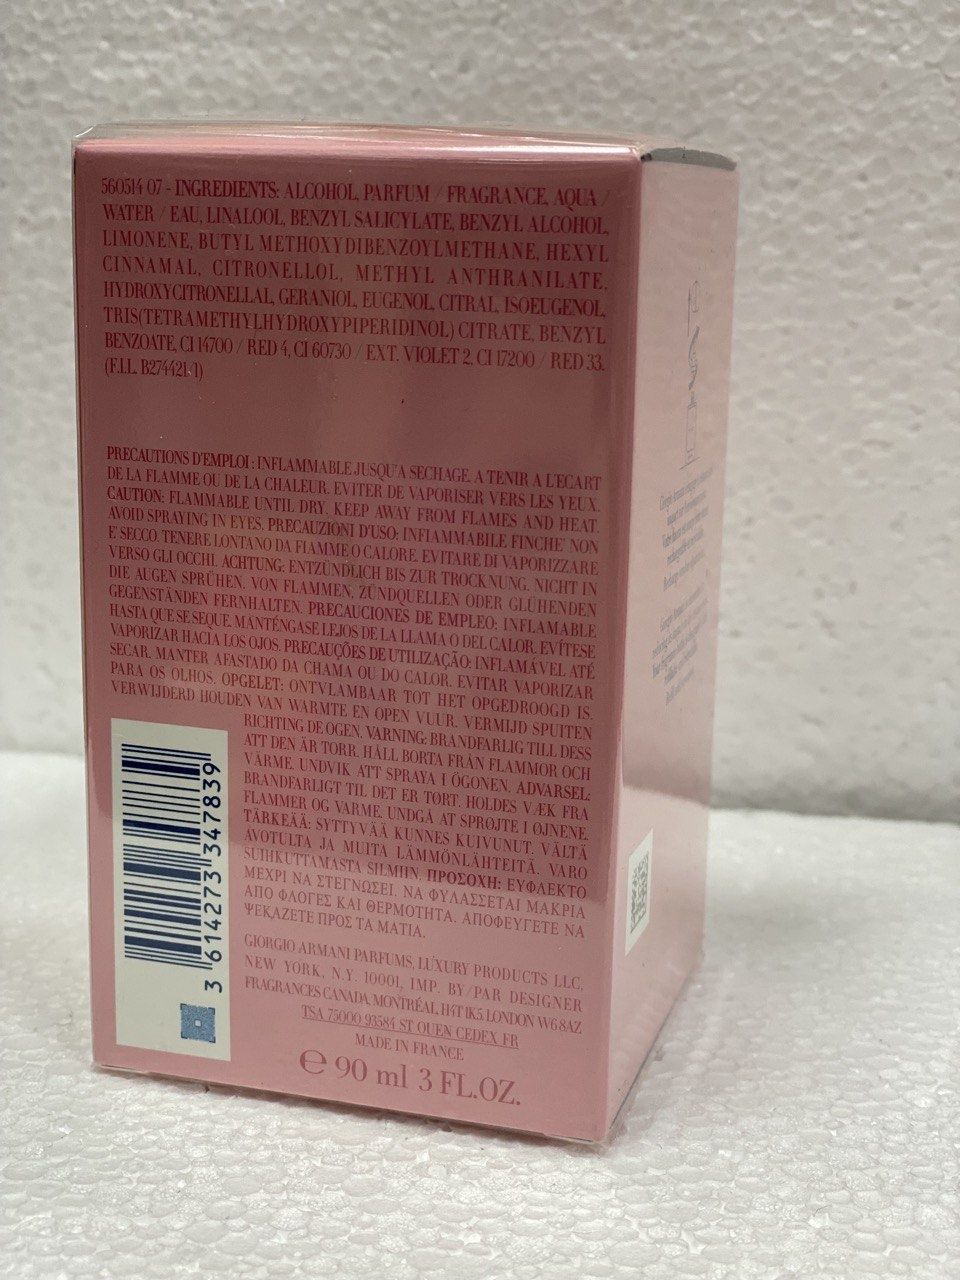 560514 07 - INGREDIENTS: ALCOHOL, PARFUM / FRAGRANCE, AQUA /
WATER / EAU, LINALOOL, BENZYL SALICYLATE, BENZYL ALCOHOL,
LIMONENE, BUTYL METHOXYDIBENZOYLMETHANE, HEXYL
CINNAMAL, CITRONELLOL, METHYL ANTHRANILATE,
HYDROXYCITRONELLAL, GERANIOL, EUGENOL, CITRAL, ISOEUGENOL,
TRIS(TETRAMETHYLHYDROXYPIPERIDINOL) CITRATE, BENZYL
BENZOATE, CI 14700 / RED 4, CI 60730 / EXT. VIOLET 2, CI 17200 / RED 33.
(F.I.L. B274421/1)
PRECAUTIONS D'EMPLOI : INFLAMMABLE JUSQU'A SECHAGE. A TENIR A L'ECART
DE LA FLAMME OU DE LA CHALEUR. EVITER DE VAPORISER VERS LES YEUX.
CAUTION: FLAMMABLE UNTIL DRY. KEEP AWAY FROM FLAMES AND HEAT.
AVOID SPRAYING IN EYES. PRECAUZIONI D'USO: INFIAMMABILE FINCHE' NON
E' SECCO. TENERE LONTANO DA FIAMME O CALORE. EVITARE DI VAPORIZZARE
VERSO GLI OCCHI. ACHTUNG: ENTZÜNDLICH BIS ZUR TROCKNUNG. NICHT IN
DIE AUGEN SPRÜHEN. VON FLAMMEN, ZÜNDQUELLEN ODER GLÜHENDEN
GEGENSTÄNDEN FERNHALTEN. PRECAUCIONES DE EMPLEO: INFLAMABLE
HASTA QUE SE SEQUE. MANTÉNGASE LEJOS DE LA LLAMA O DEL CALOR. EVÍTESE
VAPORIZAR HACIA LOS OJOS. PRECAUÇÕES DE UTILIZAÇÃO: INFLAMÁVEL ATÉ
SECAR. MANTER AFASTADO DA CHAMA OU DO CALOR. EVITAR VAPORIZAR
PARA OS OLHOS. OPGELET: ONTVLAMBAAR TOT HET OPGEDROOGD IS.
VERWIJDERD HOUDEN VAN WARMTE EN OPEN VUUR. VERMIJD SPUITEN
RICHTING DE OGEN. VARNING: BRANDFARLIG TILL DESS
ATT DEN ÄR TORR. HÅLL BORTA FRÅN FLAMMOR OCH
VÄRME. UNDVIK ATT SPRAYA I ÖGONEN. ADVARSEL:
BRANDFARLIGT TIL DET ER TØRT. HOLDES VÆK FRA
FLAMMER OG VARME. UNDGÅ AT SPRØJTE I ØJNENE.
TÄRKEÄÄ: SYTTYVÄÄ KUNNES KUIVUNUT. VÄLTÄ
AVOTULTA JA MUITA LÄMMÖNLÄHTEITÄ. VARO
SUIHKUTTAMASTA SILMIIN. ΠΡΟΣΟΧΗ: ΕΥΦΛΕΚΤΟ
ΜΕΧΡΙ ΝΑ ΣΤΕΓΝΩΣΕΙ. ΝΑ ΦΥΛΑΣΣΕΤΑΙ ΜΑΚΡΙΑ
ΑΠΟ ΦΛΟΓΕΣ ΚΑΙ ΘΕΡΜΟΤΗΤΑ. ΑΠΟΦΕΥΓΕΤΕ ΝΑ
ΨΕΚΑΖΕΤΕ ΠΡΟΣ ΤΑ ΜΑΤΙΑ.
GIORGIO ARMANI PARFUMS, LUXURY PRODUCTS LLC,
NEW YORK, N.Y. 10001, IMP. BY/PAR DESIGNER
FRAGRANCES CANADA, MONTRÉAL, H4T 1K5. LONDON W6 8AZ
TSA 75000 93584 ST OUEN CEDEX FR
MADE IN FRANCE
℮ 90 ml 3 FL.OZ.
3 614273 347839